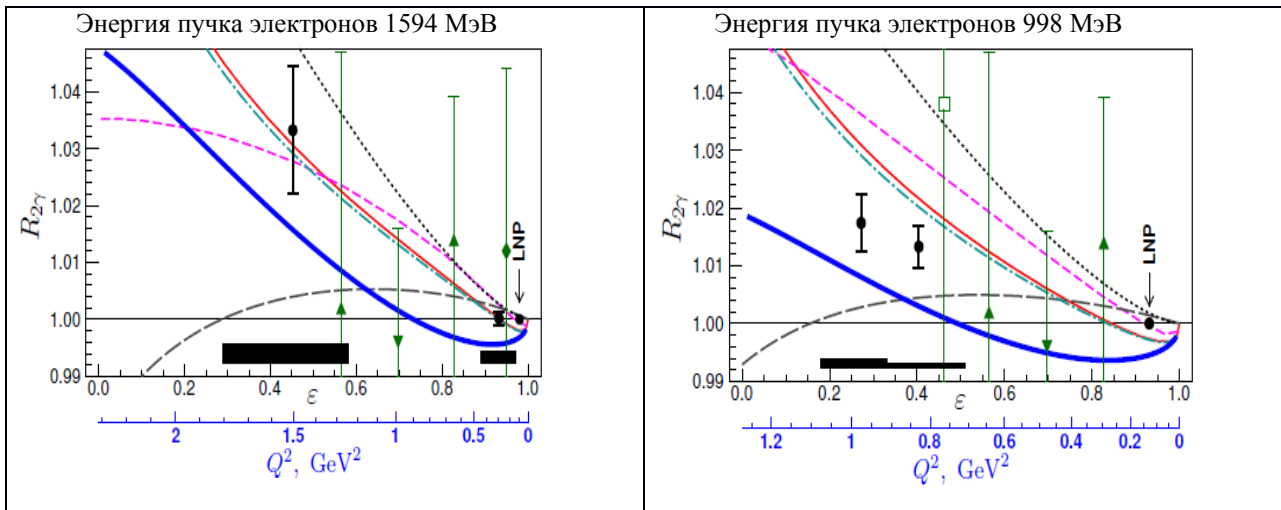 Энергия пучка электронов 1594 МэВ
1.04
1.03
1.02
1.01
1.00
0.99
R2γ
LNP
0.0 0.2 0.4 0.6 0.8 1.0
ε
2 1.5 1 0.5 0
Q², GeV²
Энергия пучка электронов 998 МэВ
1.04
1.03
1.02
1.01
1.00
0.99
R2γ
LNP
0.0 0.2 0.4 0.6 0.8 1.0
ε
1.2 1 0.8 0.6 0.4 0.2 0
Q², GeV²